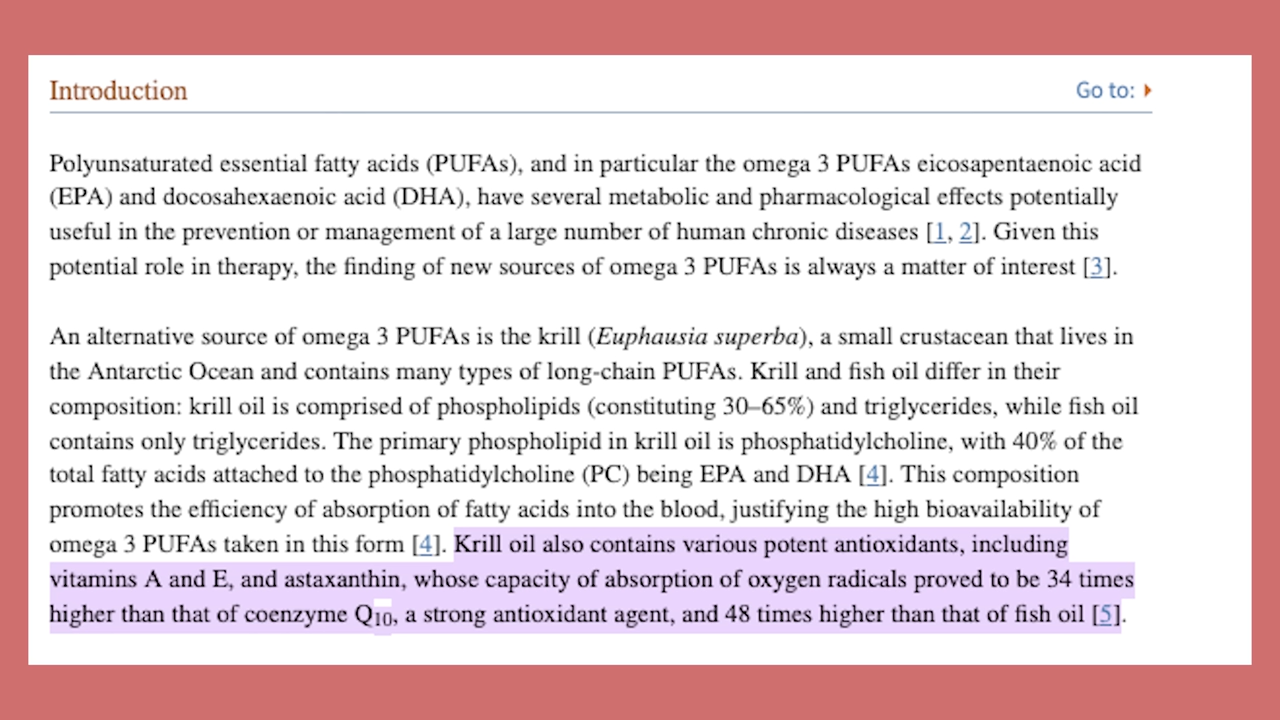 Introduction
Go to:
Polyunsaturated essential fatty acids (PUFAs), and in particular the omega 3 PUFAs eicosapentaenoic acid
(EPA) and docosahexaenoic acid (DHA), have several metabolic and pharmacological effects potentially
useful in the prevention or management of a large number of human chronic diseases [1, 2]. Given this
potential role in therapy, the finding of new sources of omega 3 PUFAs is always a matter of interest [3].
An alternative source of omega 3 PUFAs is the krill (Euphausia superba), a small crustacean that lives in
the Antarctic Ocean and contains many types of long-chain PUFAs. Krill and fish oil differ in their
composition: krill oil is comprised of phospholipids (constituting 30–65%) and triglycerides, while fish oil
contains only triglycerides. The primary phospholipid in krill oil is phosphatidylcholine, with 40% of the
total fatty acids attached to the phosphatidylcholine (PC) being EPA and DHA [4]. This composition
promotes the efficiency of absorption of fatty acids into the blood, justifying the high bioavailability of
omega 3 PUFAs taken in this form [4]. Krill oil also contains various potent antioxidants, including
vitamins A and E, and astaxanthin, whose capacity of absorption of oxygen radicals proved to be 34 times
higher than that of coenzyme Q10, a strong antioxidant agent, and 48 times higher than that of fish oil [5].